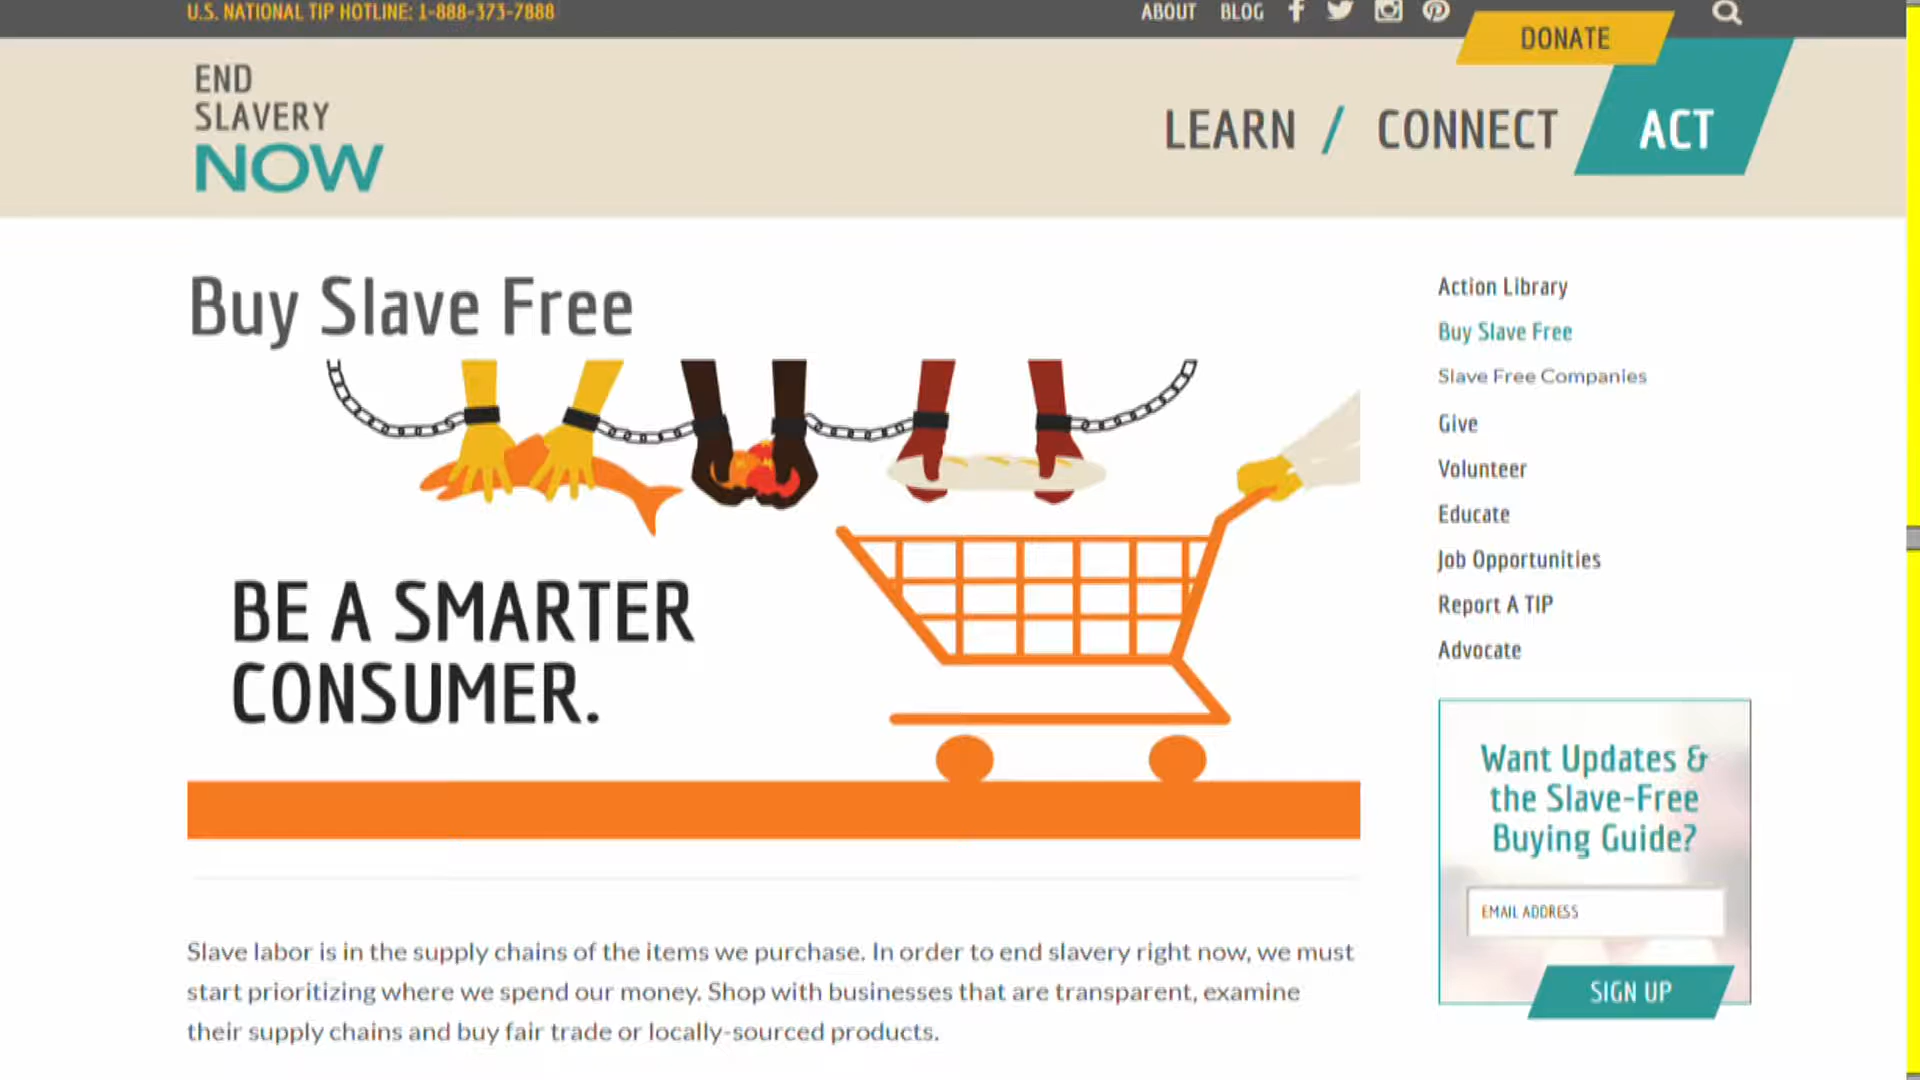 U.S. NATIONAL TIP HOTLINE: 1-888-373-7888
ABOUT BLOG
DONATE
END
SLAVERY
NOW
LEARN / CONNECT ACT
Buy Slave Free
BE A SMARTER
CONSUMER.
Slave labor is in the supply chains of the items we purchase. In order to end slavery right now, we must
start prioritizing where we spend our money. Shop with businesses that are transparent, examine
their supply chains and buy fair trade or locally-sourced products.
Action Library
Buy Slave Free
Slave Free Companies
Give
Volunteer
Educate
Job Opportunities
Report A TIP
Advocate
Want Updates &
the Slave-Free
Buying Guide?
EMAIL ADDRESS
SIGN UP